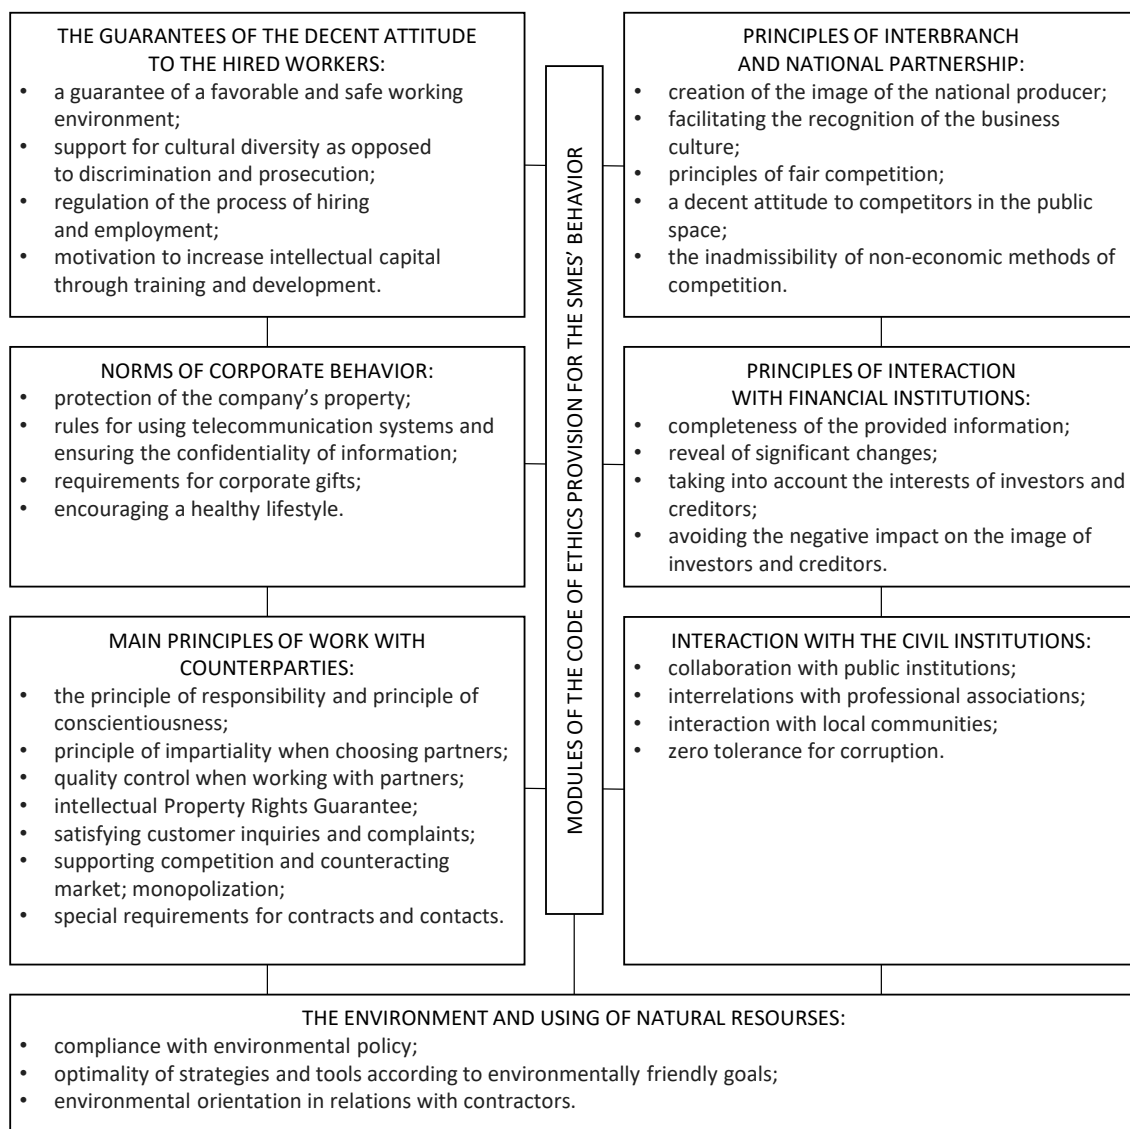 THE GUARANTEES OF THE DECENT ATTITUDE
TO THE HIRED WORKERS:
• a guarantee of a favorable and safe working
environment;
• support for cultural diversity as opposed
to discrimination and prosecution;
• regulation of the process of hiring
and employment;
• motivation to increase intellectual capital
through training and development.
NORMS OF CORPORATE BEHAVIOR:
• protection of the company’s property;
• rules for using telecommunication systems and
ensuring the confidentiality of information;
• requirements for corporate gifts;
• encouraging a healthy lifestyle.
MAIN PRINCIPLES OF WORK WITH
COUNTERPARTIES:
• the principle of responsibility and principle of
conscientiousness;
• principle of impartiality when choosing partners;
• quality control when working with partners;
• intellectual Property Rights Guarantee;
• satisfying customer inquiries and complaints;
• supporting competition and counteracting
market; monopolization;
• special requirements for contracts and contacts.
MODULES OF THE CODE OF ETHICS PROVISION FOR THE SMES’ BEHAVIOR
PRINCIPLES OF INTERBRANCH
AND NATIONAL PARTNERSHIP:
• creation of the image of the national producer;
• facilitating the recognition of the business
culture;
• principles of fair competition;
• a decent attitude to competitors in the public
space;
• the inadmissibility of non-economic methods of
competition.
PRINCIPLES OF INTERACTION
WITH FINANCIAL INSTITUTIONS:
• completeness of the provided information;
• reveal of significant changes;
• taking into account the interests of investors and
creditors;
• avoiding the negative impact on the image of
investors and creditors.
INTERACTION WITH THE CIVIL INSTITUTIONS:
• collaboration with public institutions;
• interrelations with professional associations;
• interaction with local communities;
• zero tolerance for corruption.
THE ENVIRONMENT AND USING OF NATURAL RESOURSES:
• compliance with environmental policy;
• optimality of strategies and tools according to environmentally friendly goals;
• environmental orientation in relations with contractors.